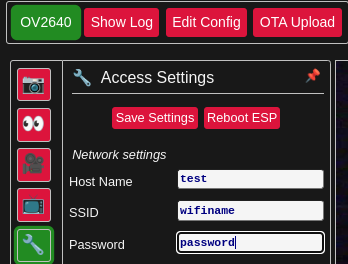 OV2640 Show Log Edit Config OTA Upload
Access Settings
Save Settings Reboot ESP
Network settings
Host Name test
SSID wifiname
Password password